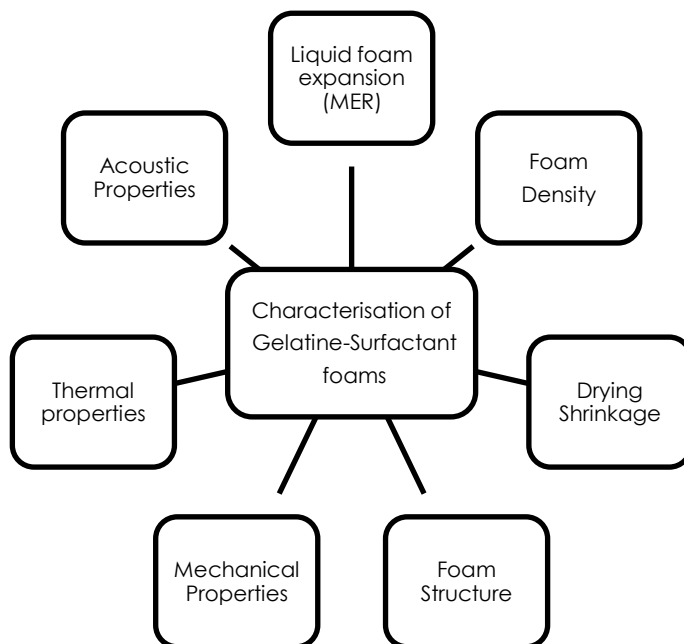 Liquid foam
expansion
(MER)
Acoustic
Properties
Foam
Density
Characterisation of
Gelatine-Surfactant
foams
Thermal
properties
Drying
Shrinkage
Mechanical
Properties
Foam
Structure